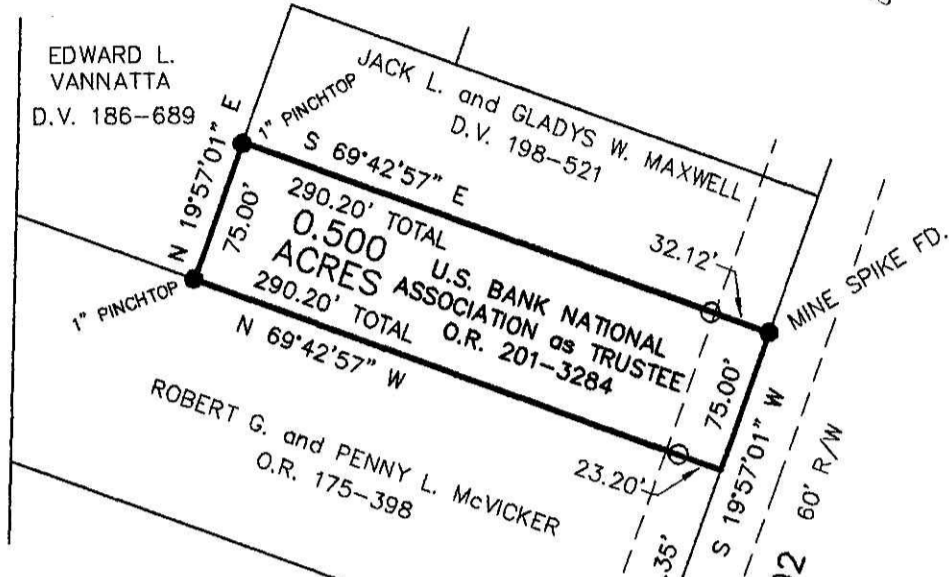 EDWARD L.
VANNATTA
D.V. 186–689
JACK L. and GLADYS W. MAXWELL
D.V. 198–521
1" PINCHTOP
N 19°57'01" E
75.00'
S 69°42'57" E
290.20' TOTAL
0.500
ACRES
U.S. BANK NATIONAL
ASSOCIATION as TRUSTEE
O.R. 201–3284
290.20' TOTAL
N 69°42'57" W
32.12'
MINE SPIKE FD.
1" PINCHTOP
75.00'
S 19°57'01" W
60' R/W
23.20'
ROBERT G. and PENNY L. McVICKER
O.R. 175–398
.35'